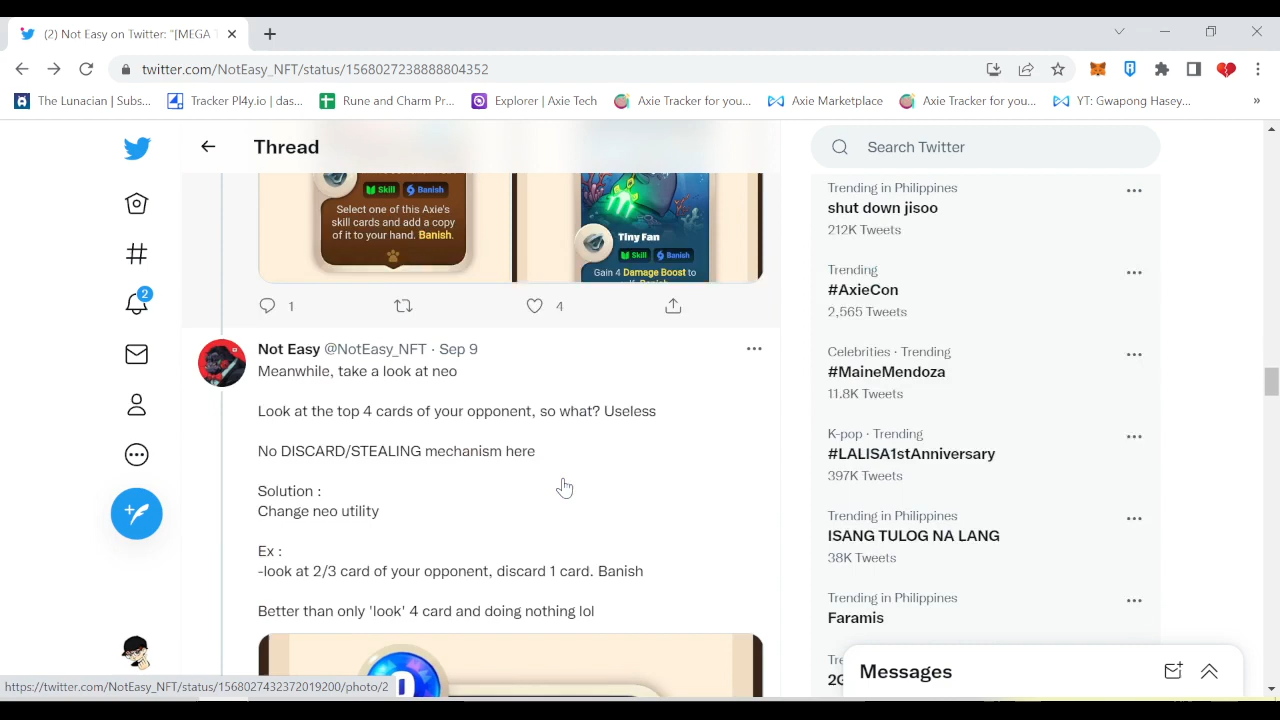 (2) Not Easy on Twitter: "[MEGA T
twitter.com/NotEasy_NFT/status/1568027238888804352
The Lunacian | Subs...
Tracker Pl4y.io | das...
Rune and Charm Pr...
Explorer | Axie Tech
Axie Tracker for you...
Axie Marketplace
Axie Tracker for you...
YT: Gwapong Hasey...
»
Thread
Search Twitter
Skill
Banish
Select one of this Axie's
skill cards and add a copy
of it to your hand. Banish.
Tiny Fan
Skill
Banish
Gain 4 Damage Boost to
1
4
2
Not Easy @NotEasy_NFT · Sep 9
Meanwhile, take a look at neo
Look at the top 4 cards of your opponent, so what? Useless
No DISCARD/STEALING mechanism here
Solution :
Change neo utility
Ex :
-look at 2/3 card of your opponent, discard 1 card. Banish
Better than only 'look' 4 card and doing nothing lol
0
Trending in Philippines
shut down jisoo
212K Tweets
Trending
#AxieCon
2,565 Tweets
Celebrities · Trending
#MaineMendoza
11.8K Tweets
K-pop · Trending
#LALISA1stAnniversary
397K Tweets
Trending in Philippines
ISANG TULOG NA LANG
38K Tweets
Trending in Philippines
Faramis
Messages
https://twitter.com/NotEasy_NFT/status/1568027432372019200/photo/2